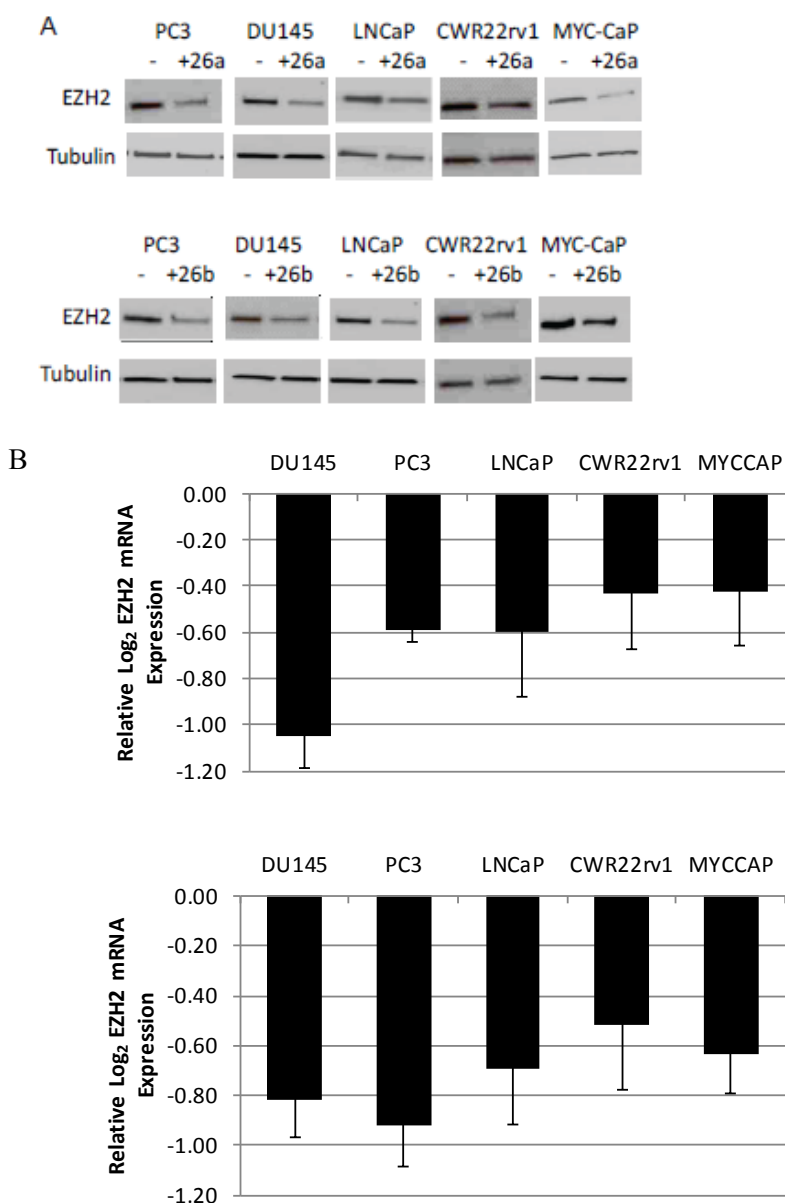 A
PC3 DU145 LNCaP CWR22rv1 MYC-CaP
- +26a - +26a - +26a - +26a - +26a
EZH2
Tubulin
PC3 DU145 LNCaP CWR22rv1 MYC-CaP
- +26b - +26b - +26b - +26b - +26b
EZH2
Tubulin
B
DU145 PC3 LNCaP CWR22rv1 MYCCAP
0.00
-0.20
-0.40
-0.60
-0.80
-1.00
-1.20
Relative Log₂ EZH2 mRNA
Expression
DU145 PC3 LNCaP CWR22rv1 MYCCAP
0.00
-0.20
-0.40
-0.60
-0.80
-1.00
-1.20
Relative Log₂ EZH2 mRNA
Expression